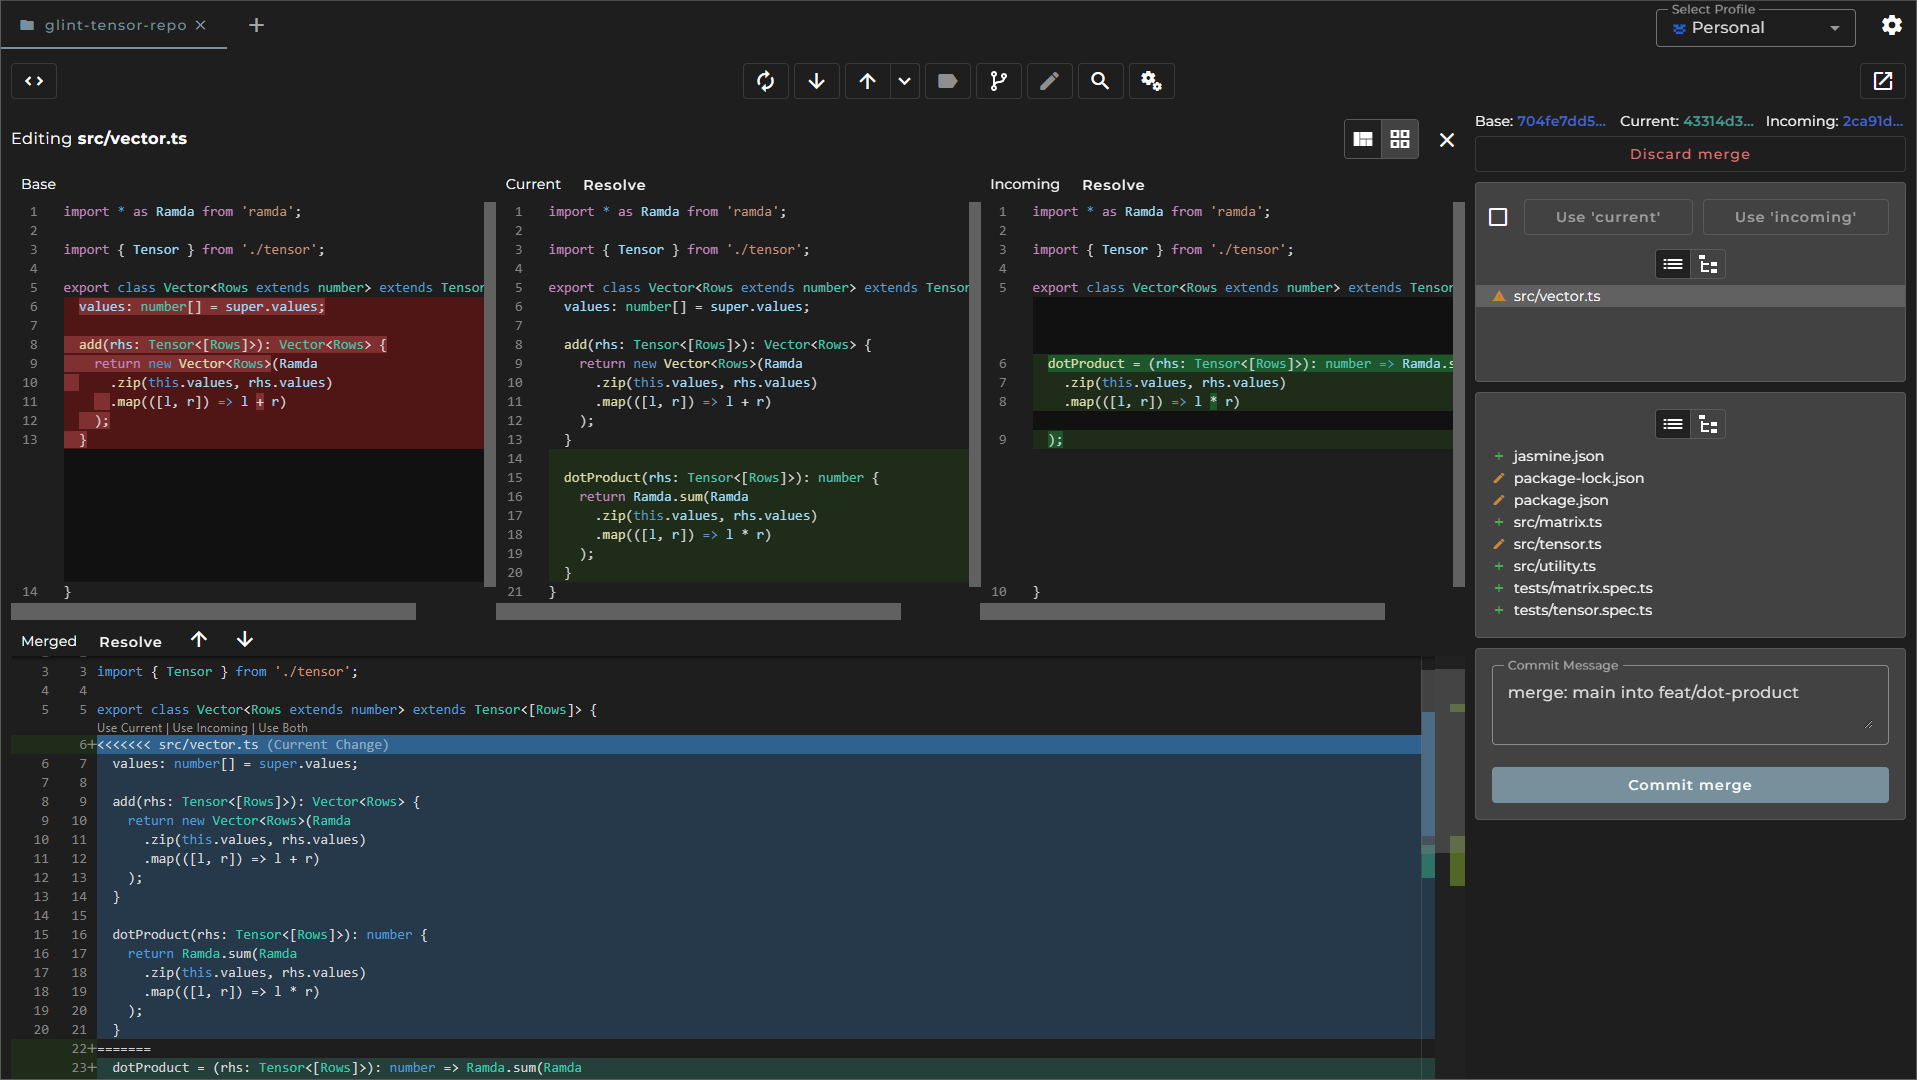 glint-tensor-repo
Select Profile
Personal
Editing src/vector.ts
Base: 704fe7dd5... Current: 43314d3... Incoming: 2ca91d...
Discard merge
Base
1 import * as Ramda from 'ramda';
2
3 import { Tensor } from './tensor';
4
5 export class Vector<Rows extends number> extends Tensor
6 values: number[] = super.values;
7
8 add(rhs: Tensor<[Rows]>): Vector<Rows> {
9 return new Vector<Rows>(Ramda
10 .zip(this.values, rhs.values)
11 .map(([l, r]) => l + r)
12 );
13 }
14 }
Current Resolve
1 import * as Ramda from 'ramda';
2
3 import { Tensor } from './tensor';
4
5 export class Vector<Rows extends number> extends Tensor
6 values: number[] = super.values;
7
8 add(rhs: Tensor<[Rows]>): Vector<Rows> {
9 return new Vector<Rows>(Ramda
10 .zip(this.values, rhs.values)
11 .map(([l, r]) => l + r)
12 );
13 }
14
15 dotProduct(rhs: Tensor<[Rows]>): number {
16 return Ramda.sum(Ramda
17 .zip(this.values, rhs.values)
18 .map(([l, r]) => l * r)
19 );
20 }
21 }
Incoming Resolve
1 import * as Ramda from 'ramda';
2
3 import { Tensor } from './tensor';
4
5 export class Vector<Rows extends number> extends Tensor
6 dotProduct = (rhs: Tensor<[Rows]>): number => Ramda.s
7 .zip(this.values, rhs.values)
8 .map(([l, r]) => l * r)
9 );
10 }
Merged Resolve
3 3 import { Tensor } from './tensor';
4 4
5 5 export class Vector<Rows extends number> extends Tensor<[Rows]> {
Use Current | Use Incoming | Use Both
6+<<<<<<< src/vector.ts (Current Change)
6 7 values: number[] = super.values;
7 8
8 9 add(rhs: Tensor<[Rows]>): Vector<Rows> {
9 10 return new Vector<Rows>(Ramda
10 11 .zip(this.values, rhs.values)
11 12 .map(([l, r]) => l + r)
12 13 );
13 14 }
14 15
15 16 dotProduct(rhs: Tensor<[Rows]>): number {
16 17 return Ramda.sum(Ramda
17 18 .zip(this.values, rhs.values)
18 19 .map(([l, r]) => l * r)
19 20 );
20 21 }
22+=======
23+ dotProduct = (rhs: Tensor<[Rows]>): number => Ramda.sum(Ramda
Use 'current' Use 'incoming'
src/vector.ts
+ jasmine.json
package-lock.json
package.json
+ src/matrix.ts
src/tensor.ts
+ src/utility.ts
+ tests/matrix.spec.ts
+ tests/tensor.spec.ts
Commit Message
merge: main into feat/dot-product
Commit merge